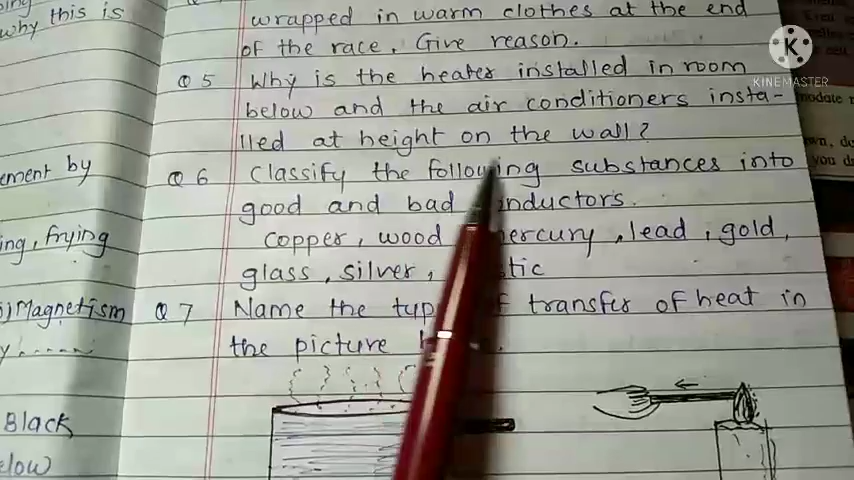 why this is
wrapped in warm clothes at the end
of the race. Give reason.
Q 5 Why is the heater installed in room
below and the air conditioners insta-
lled at height on the wall?
Q 6 Classify the following substances into
good and bad nductors.
copper, wood ercury, lead, gold,
glass, silver, tic
Q 7 Name the typ f transfer of heat in
the picture
ement by
ing, frying
Magnetism
Black
elow
K
KINEMASTER